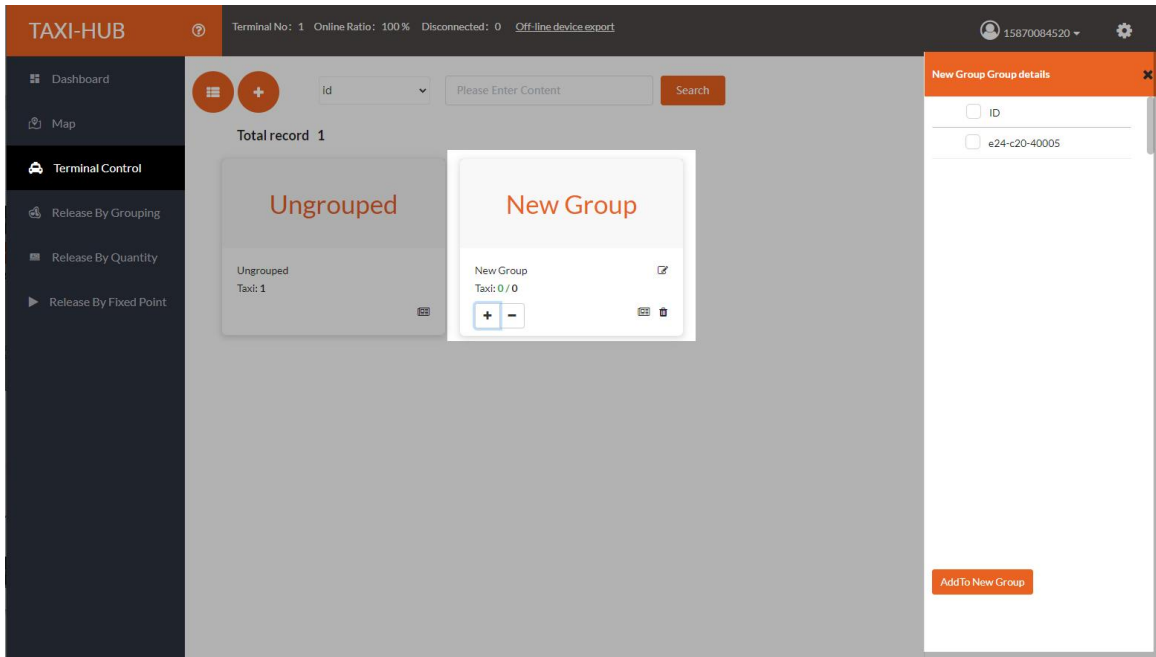 TAXI-HUB
Terminal No: 1 Online Ratio: 100% Disconnected: 0 Off-line device export
15870084520
Dashboard
Map
Terminal Control
Release By Grouping
Release By Quantity
Release By Fixed Point
id
Please Enter Content
Search
Total record 1
Ungrouped
Ungrouped
Taxi: 1
New Group
New Group
Taxi: 0 / 0
New Group Group details
ID
e24-c20-40005
AddTo New Group